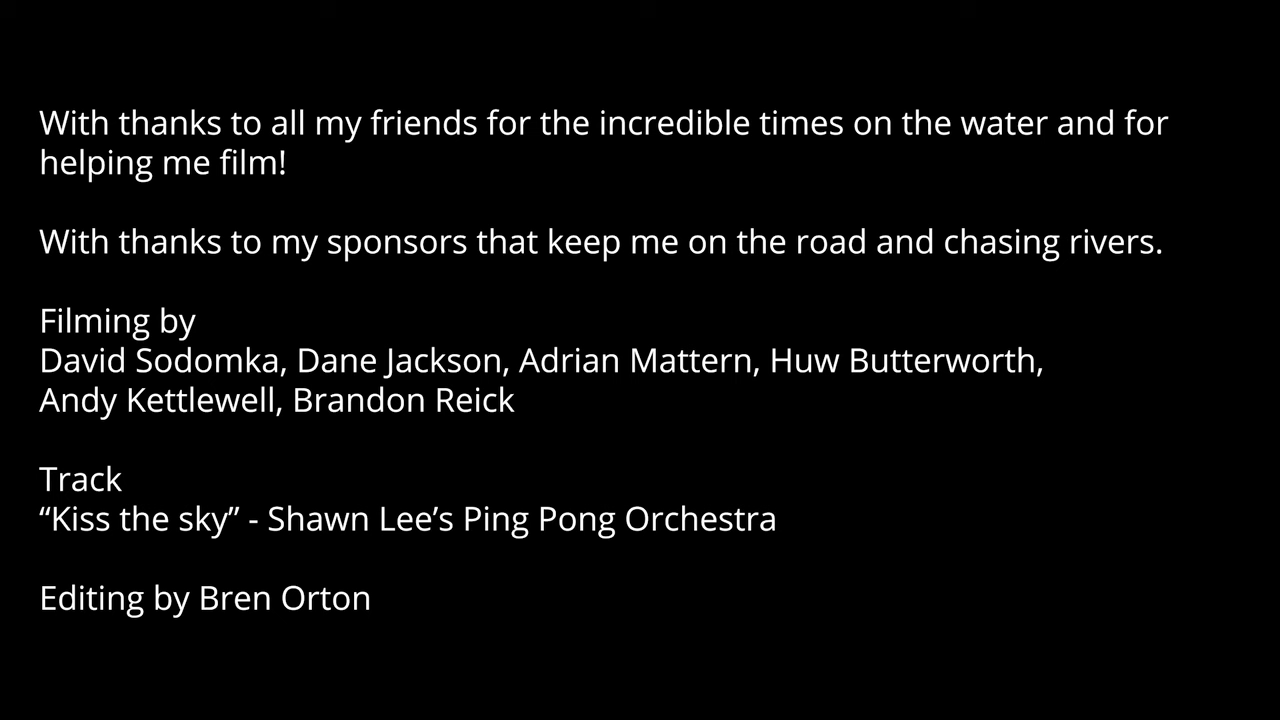 With thanks to all my friends for the incredible times on the water and for
helping me film!
With thanks to my sponsors that keep me on the road and chasing rivers.
Filming by
David Sodomka, Dane Jackson, Adrian Mattern, Huw Butterworth,
Andy Kettlewell, Brandon Reick
Track
“Kiss the sky” - Shawn Lee’s Ping Pong Orchestra
Editing by Bren Orton